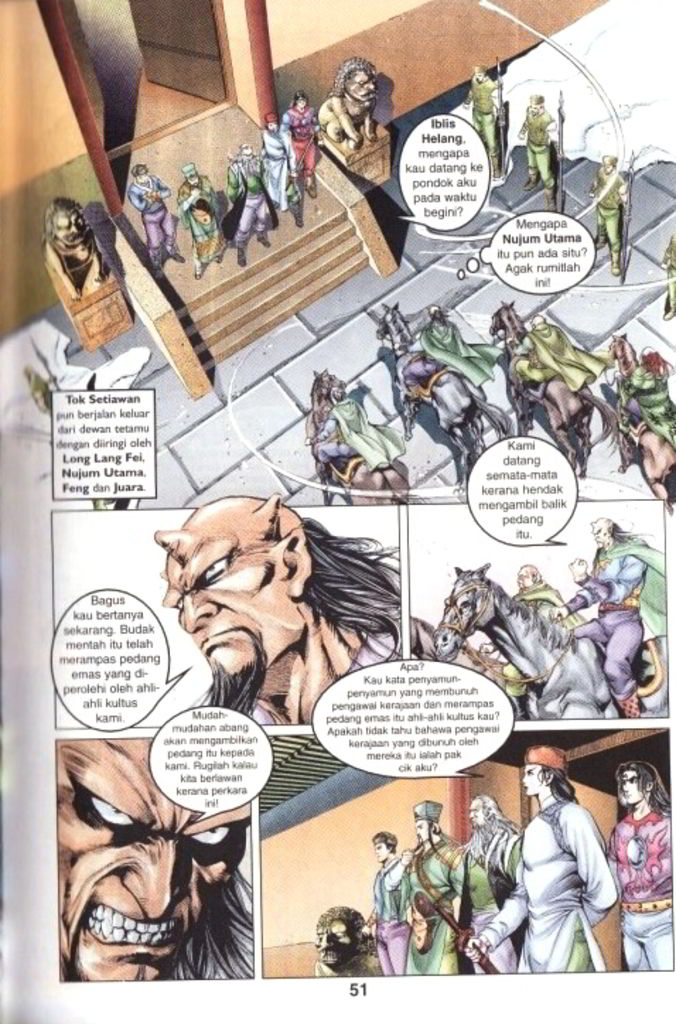 Iblis
Helang,
mengapa
kau datang ke
pondok aku
pada waktu
begini?
Mengapa
Nujum Utama
itu pun ada situ?
Agak rumitlah
ini!
Tok Setiawan
pun berjalan keluar
dari dewan tetamu
dengan diiringi oleh
Long Lang Fei,
Nujum Utama,
Feng dan Juara.
Kami
datang
semata-mata
kerana hendak
mengambil balik
pedang
itu.
Bagus
kau bertanya
sekarang. Budak
mentah itu telah
merampas pedang
emas yang di-
perolehi oleh ahli-
ahli kultus
kami.
Apa?
Kau kata penyamun-
penyamun yang membunuh
pengawai kerajaan dan merampas
pedang emas itu ahli-ahli kultus kau?
Apakah tidak tahu bahawa pengawai
kerajaan yang dibunuh oleh
mereka itu ialah pak
cik aku?
Mudah-
mudahan abang
akan mengambilkan
pedang itu kepada
kami. Rugilah kalau
kita berlawan
kerana perkara
ini!
51